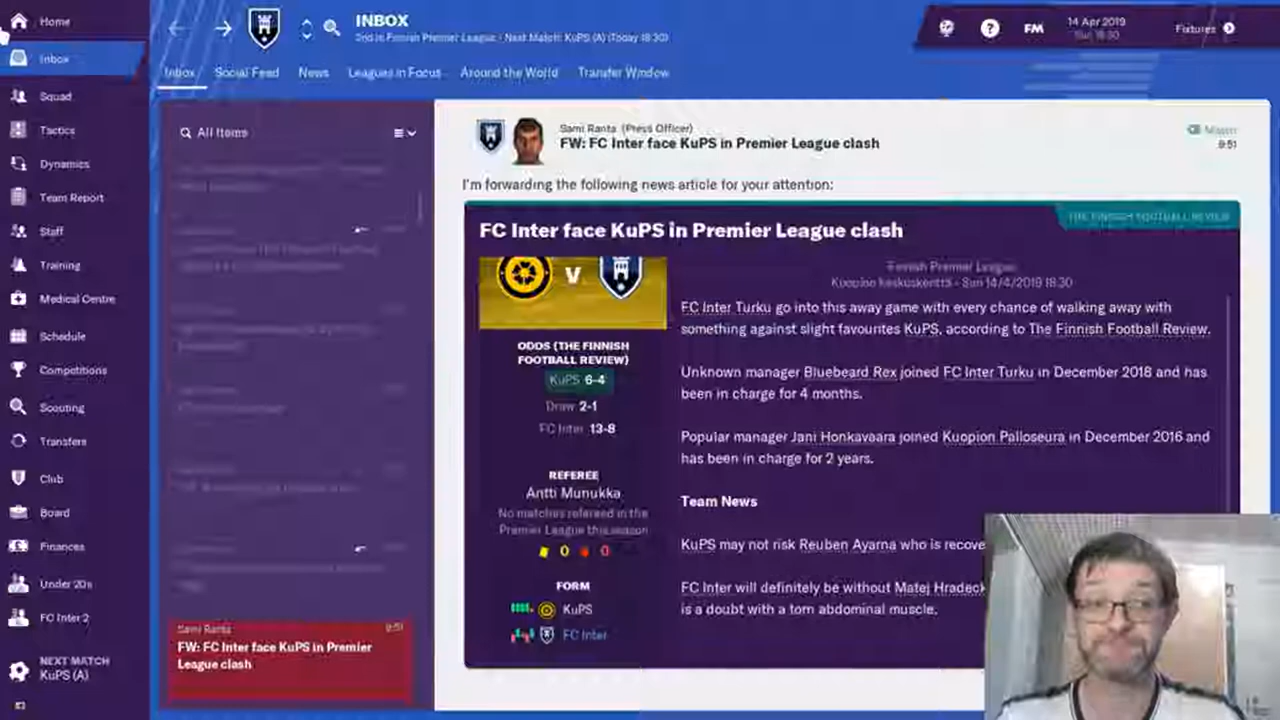 Home
Inbox
Squad
Tactics
Dynamics
Team Report
Staff
Training
Medical Centre
Schedule
Competitions
Scouting
Transfers
Club
Board
Finances
Under 20s
FC Inter 2
NEXT MATCH
KuPS (A)
INBOX
2nd in Finnish Premier League - Next Match: KuPS (A) (Today 18:30)
FM
14 Apr 2019
Sun 18:30
Fixtures
Inbox
Social Feed
News
Leagues in Focus
Around the World
Transfer Window
All Items
Sami Ranta
9:51
FW: FC Inter face KuPS in Premier
League clash
Sami Ranta (Press Officer)
FW: FC Inter face KuPS in Premier League clash
9:51
I'm forwarding the following news article for your attention:
THE FINNISH FOOTBALL REVIEW
FC Inter face KuPS in Premier League clash
V
ODDS (THE FINNISH
FOOTBALL REVIEW)
KuPS 6-4
Draw 2-1
FC Inter 13-8
REFEREE
Antti Munukka
No matches refereed in the
Premier League this season
0 0
FORM
KuPS
FC Inter
Finnish Premier League
Kuopion keskuskenttä - Sun 14/4/2019 18:30
FC Inter Turku go into this away game with every chance of walking away with
something against slight favourites KuPS, according to The Finnish Football Review.
Unknown manager Bluebeard Rex joined FC Inter Turku in December 2018 and has
been in charge for 4 months.
Popular manager Jani Honkavaara joined Kuopion Palloseura in December 2016 and
has been in charge for 2 years.
Team News
KuPS may not risk Reuben Ayarna who is recove
FC Inter will definitely be without Matej Hradeck
is a doubt with a torn abdominal muscle.